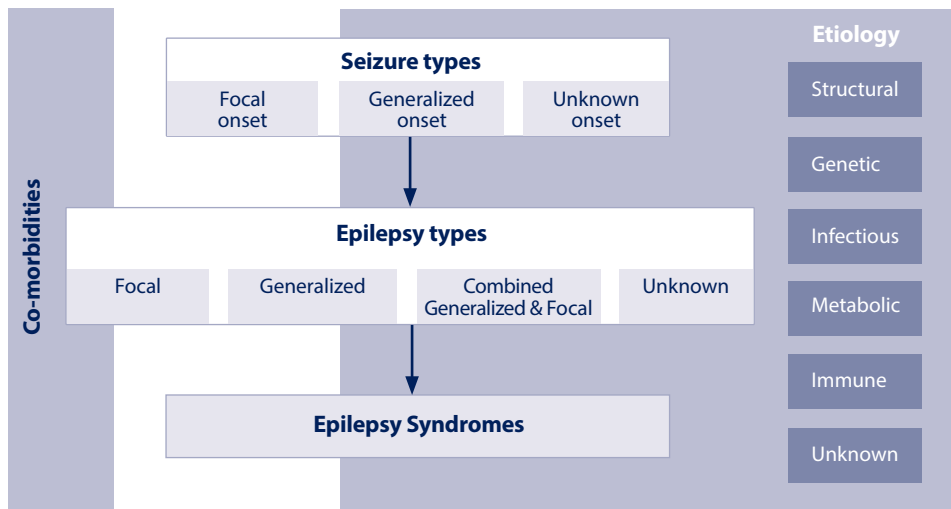 Co-morbidities
Seizure types
Focal
onset
Generalized
onset
Unknown
onset
Epilepsy types
Focal
Generalized
Combined
Generalized & Focal
Unknown
Epilepsy Syndromes
Etiology
Structural
Genetic
Infectious
Metabolic
Immune
Unknown